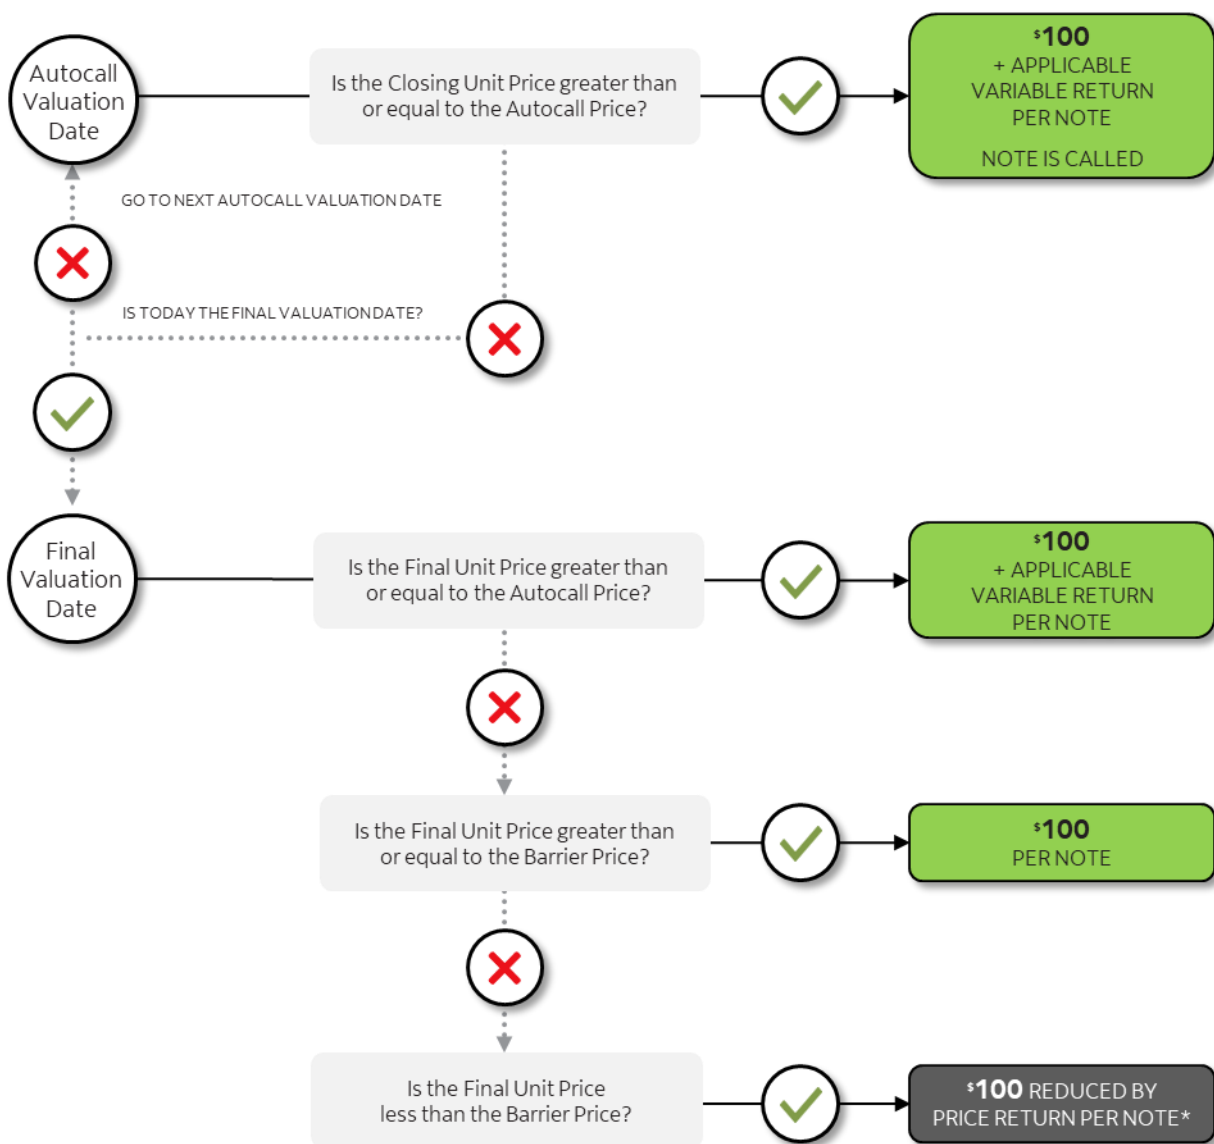 Autocall
Valuation
Date
Is the Closing Unit Price greater than
or equal to the Autocall Price?
$100
+ APPLICABLE
VARIABLE RETURN
PER NOTE
NOTE IS CALLED
GO TO NEXT AUTOCALL VALUATION DATE
IS TODAY THE FINAL VALUATION DATE?
Final
Valuation
Date
Is the Final Unit Price greater than
or equal to the Autocall Price?
$100
+ APPLICABLE
VARIABLE RETURN
PER NOTE
Is the Final Unit Price greater than
or equal to the Barrier Price?
$100
PER NOTE
Is the Final Unit Price
less than the Barrier Price?
$100 REDUCED BY
PRICE RETURN PER NOTE*